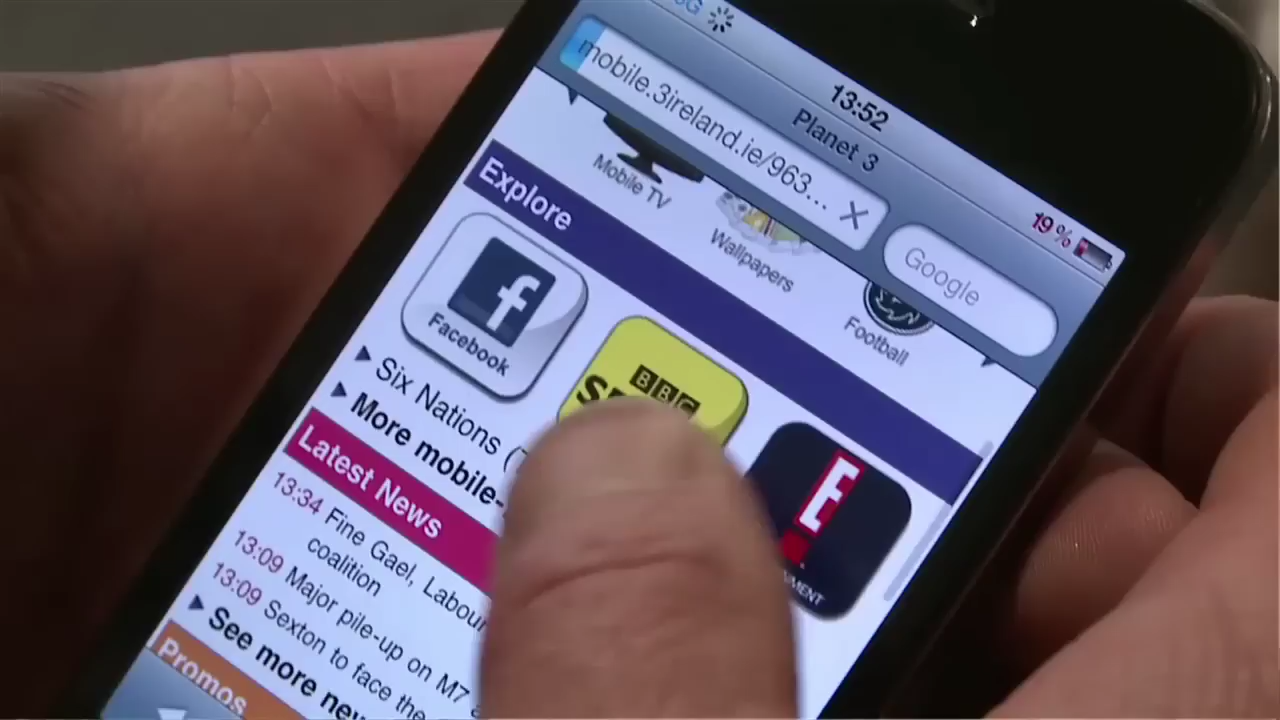 3G
13:52
19%
Planet 3
mobile.3ireland.ie/963...
Google
Mobile TV
Wallpapers
Football
Explore
f
Facebook
BBC
E!
Six Nations
More mobile-
Latest News
13:34 Fine Gael, Labour
coalition
13:09 Major pile-up on M7
13:09 Sexton to face the
See more
Promos